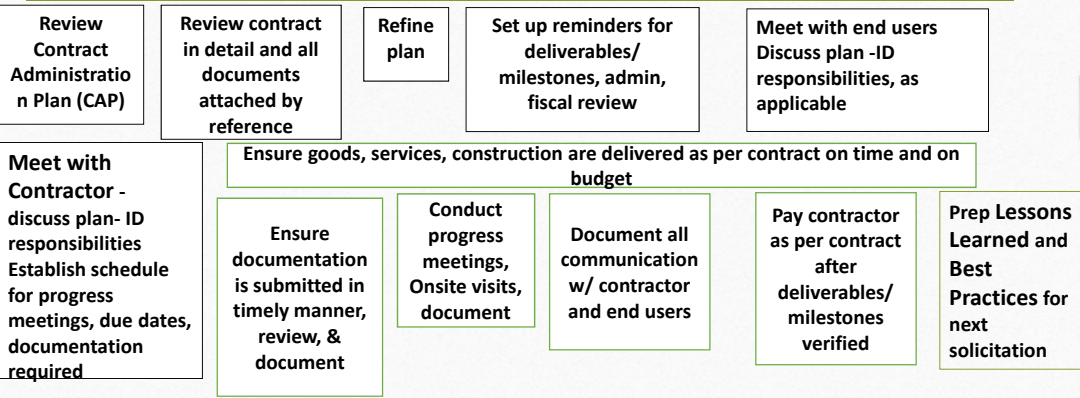 Review
Contract
Administratio
n Plan (CAP)
Review contract
in detail and all
documents
attached by
reference
Refine
plan
Set up reminders for
deliverables/
milestones, admin,
fiscal review
Meet with end users
Discuss plan -ID
responsibilities, as
applicable
Meet with
Contractor -
discuss plan- ID
responsibilities
Establish schedule
for progress
meetings, due dates,
documentation
required
Ensure goods, services, construction are delivered as per contract on time and on
budget
Ensure
documentation
is submitted in
timely manner,
review, &
document
Conduct
progress
meetings,
Onsite visits,
document
Document all
communication
w/ contractor
and end users
Pay contractor
as per contract
after
deliverables/
milestones
verified
Prep Lessons
Learned and
Best
Practices for
next
solicitation